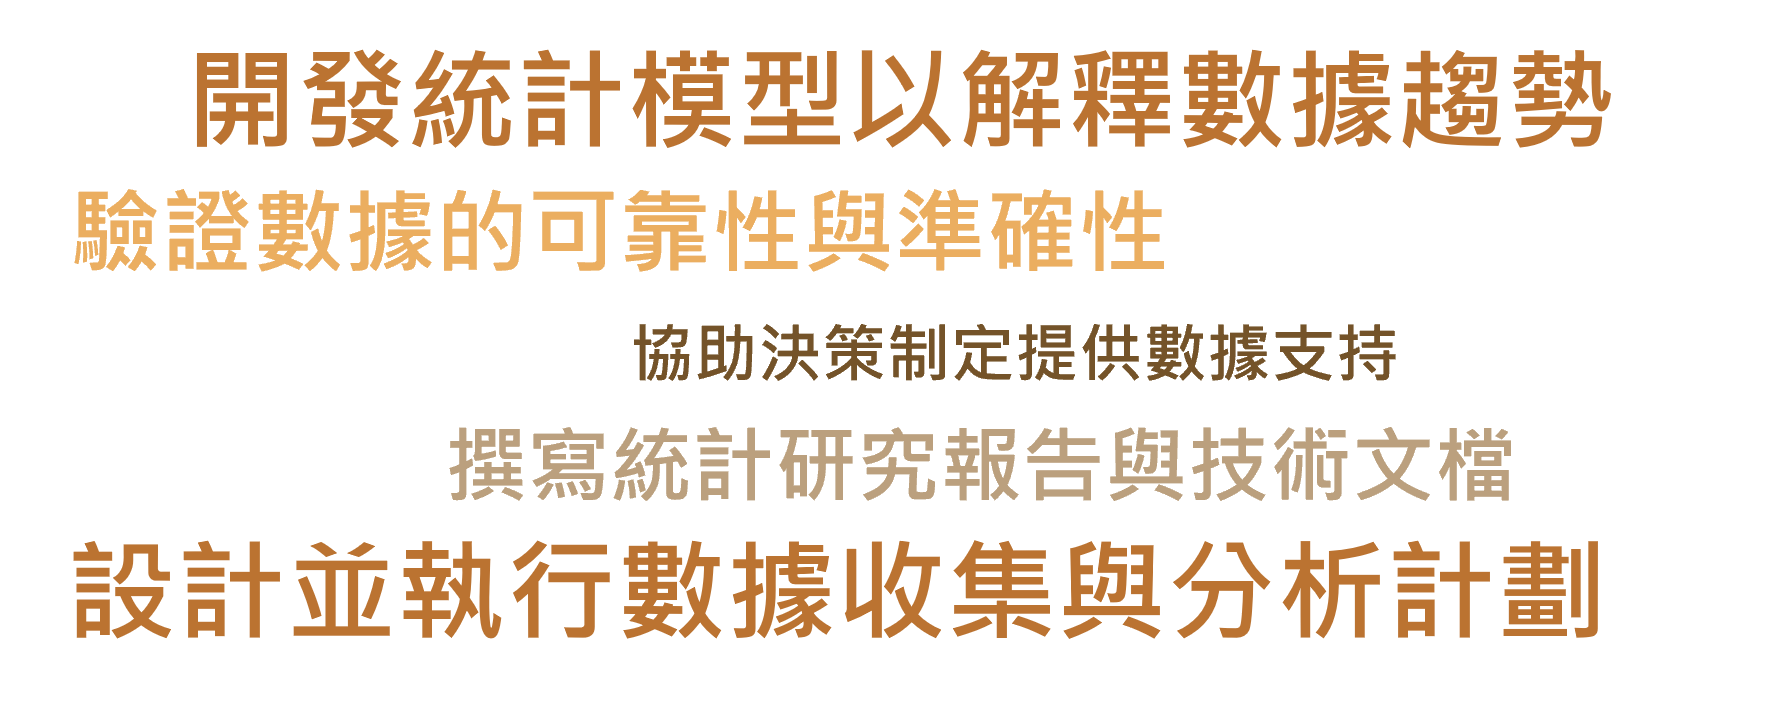 開發統計模型以解釋數據趨勢
驗證數據的可靠性與準確性
協助決策制定提供數據支持
撰寫統計研究報告與技術文檔
設計並執行數據收集與分析計劃